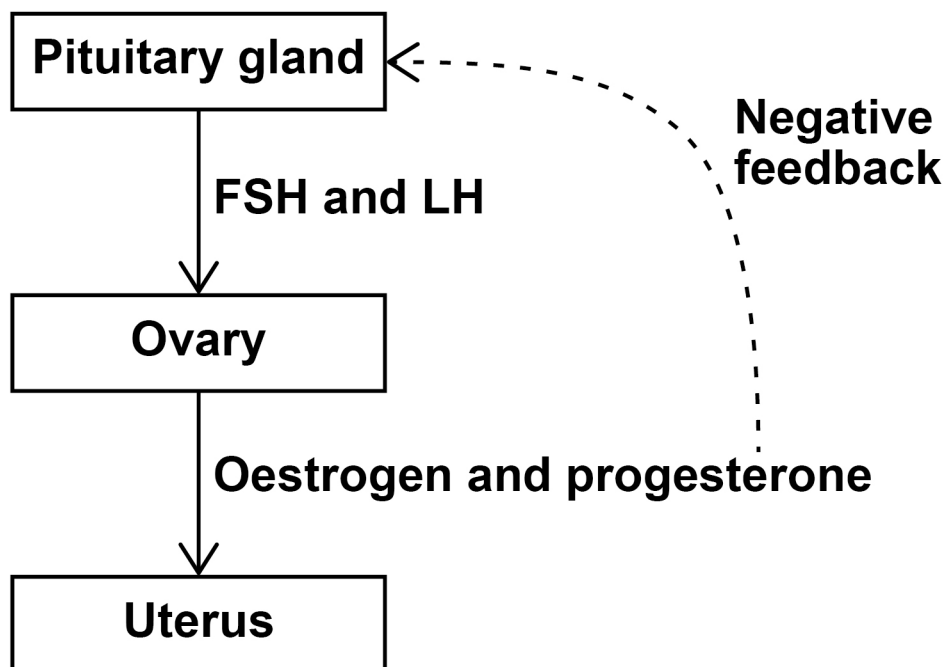 Pituitary gland
Negative
feedback
FSH and LH
Ovary
Oestrogen and progesterone
Uterus